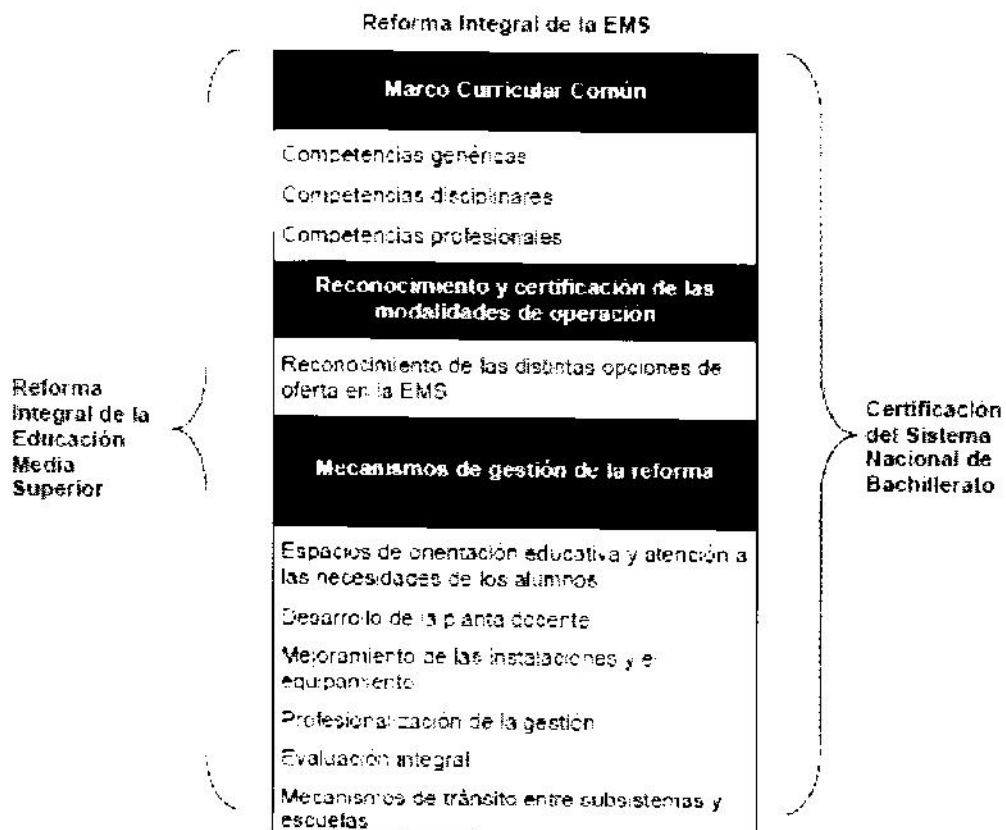 Reforma Integral de la EMS
Marco Curricular Común
Competencias genéricas
Competencias disciplinares
Competencias profesionales
Reconocimiento y certificación de las
modalidades de operación
Reconocimiento de las distintas opciones de
oferta en la EMS
Mecanismos de gestión de la reforma
Espacios de orientación educativa y atención a
las necesidades de los alumnos
Desarrollo de la planta docente
Mejoramiento de las instalaciones y el
equipamiento
Profesionalización de la gestión
Evaluación integral
Mecanismos de tránsito entre subsistemas y
escuelas
Reforma
Integral de la
Educación
Media
Superior
Certificación
del Sistema
Nacional de
Bachillerato